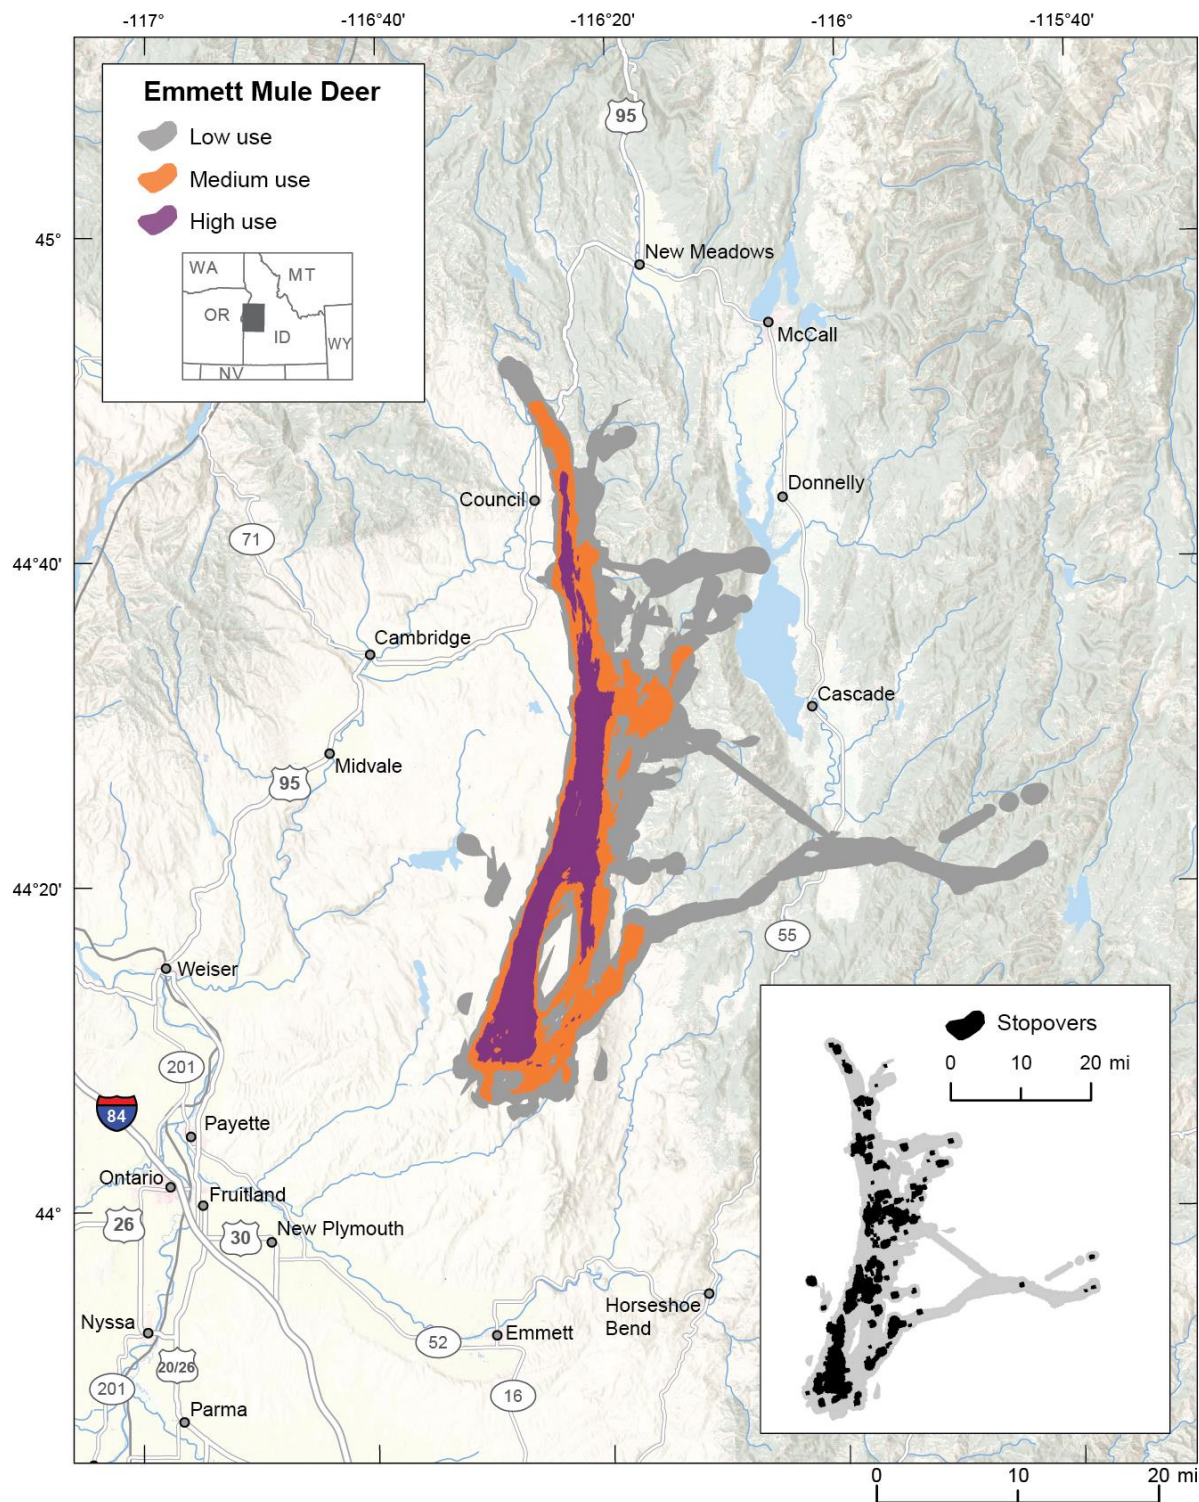 -117°
-116°40'
-116°20'
-116°
-115°40'
Emmett Mule Deer
Low use
Medium use
High use
WA
MT
OR
ID
WY
NV
95
45°
New Meadows
McCall
Council
Donnelly
71
44°40'
Cambridge
Cascade
Midvale
95
44°20'
55
Weiser
201
84
Payette
Ontario
Fruitland
26
30
New Plymouth
44°
Horseshoe
Bend
Nyssa
52
Emmett
20/26
201
16
Parma
Stopovers
0 10 20 mi
0 10 20 mi